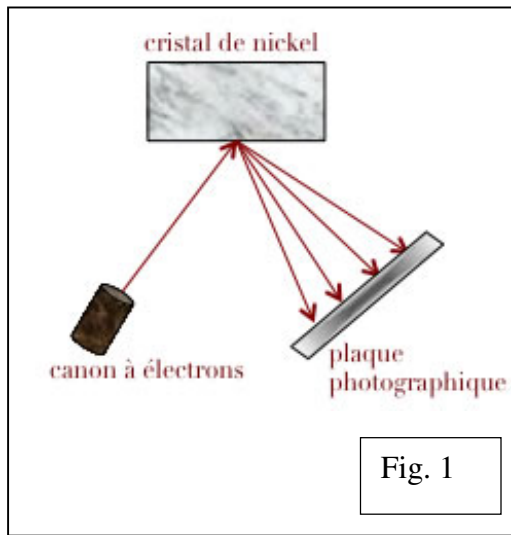 cristal de nickel
canon à électrons
plaque
photographique
Fig. 1